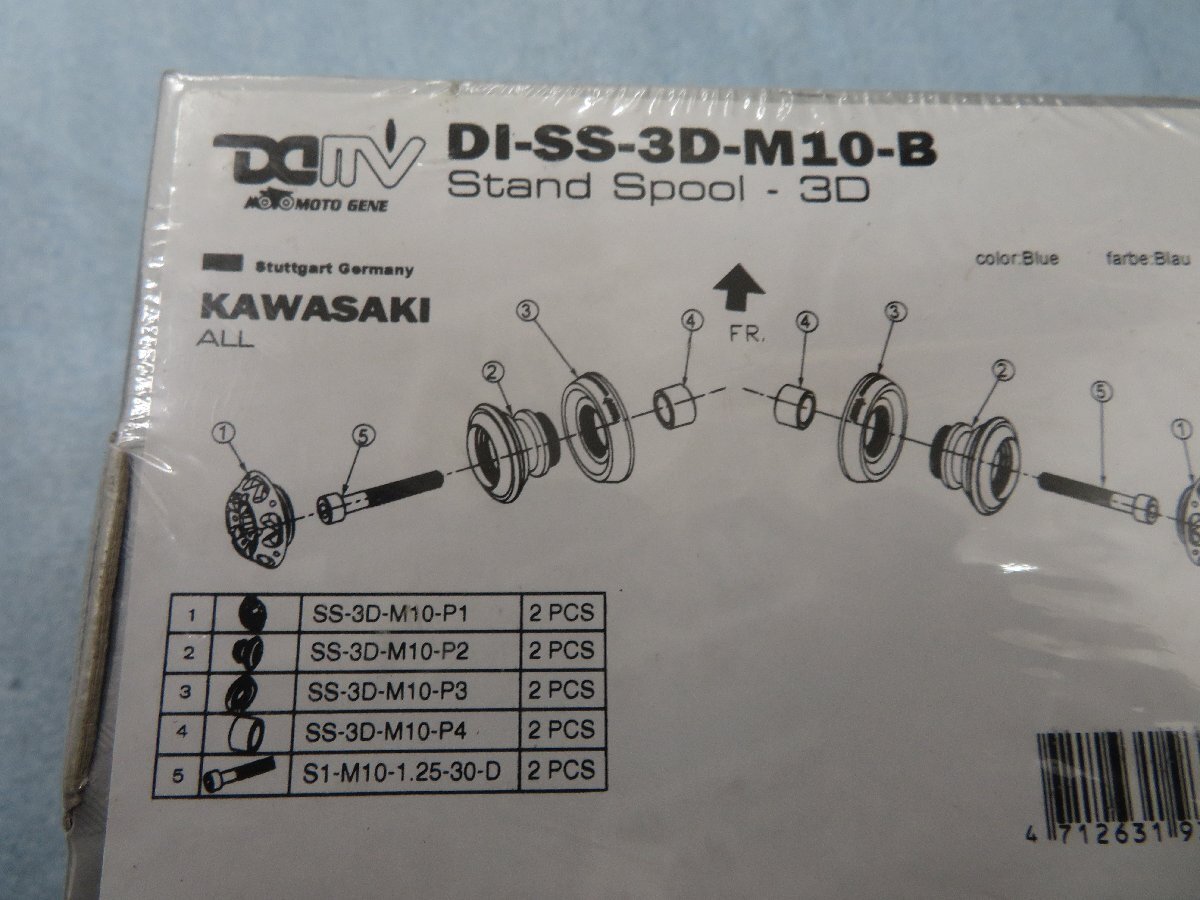 DI-SS-3D-M10-B
Stand Spool - 3D
MOTO GENE
Stuttgart Germany
color:Blue farbe:Blau
KAWASAKI
ALL
FR.
3 4 4 3
2 2
1 5 5 1
1 SS-3D-M10-P1 2 PCS
2 SS-3D-M10-P2 2 PCS
3 SS-3D-M10-P3 2 PCS
4 SS-3D-M10-P4 2 PCS
5 S1-M10-1.25-30-D 2 PCS
4 712631 9